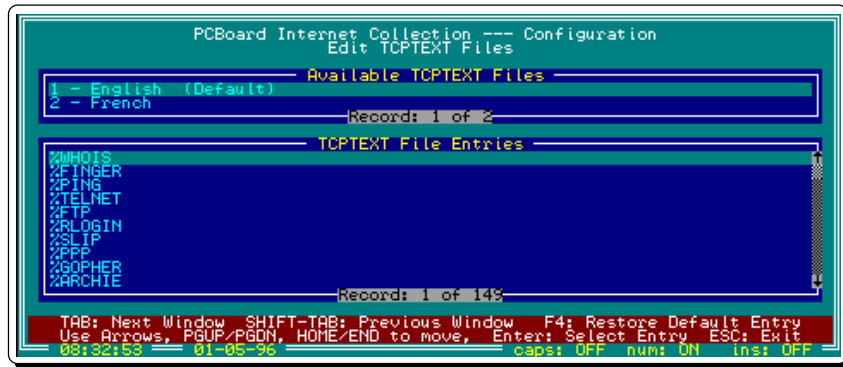 PCBoard Internet Collection --- Configuration
Edit TCPTEXT Files
Available TCPTEXT Files
1 - English (Default)
2 - French
Record: 1 of 2
TCPTEXT File Entries
%WHOIS
%FINGER
%PING
%TELNET
%FTP
%RLOGIN
%SLIP
%PPP
%GOPHER
%ARCHIE
Record: 1 of 149
TAB: Next Window SHIFT-TAB: Previous Window F4: Restore Default Entry
Use Arrows, PGUP/PGDN, HOME/END to move, Enter: Select Entry ESC: Exit
08:32:53 01-05-96 caps: OFF num: ON ins: OFF